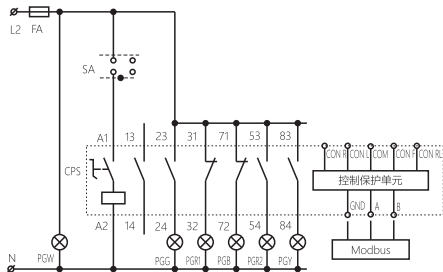 L2 FA
SA
A1 13 23 31 71 53 83
CON R CON L COM CON F CON RL
CPS
控制保护单元
GND A B
A2 14 24 32 72 54 84
Modbus
N PGW PGG PGR1 PGB PGR2 PGY